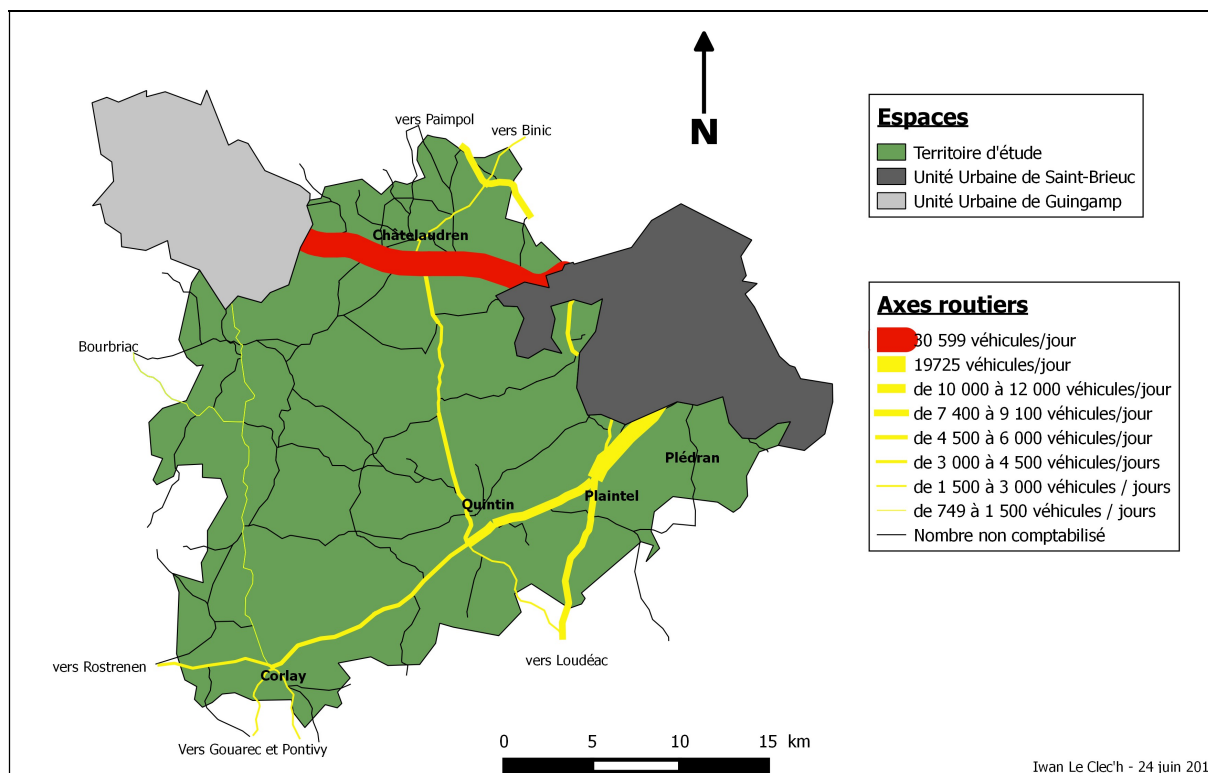 vers Paimpol
vers Binic
N
Châtelaudren
Bourbriac
Quintin
Plaintel
Plédran
vers Rostrenen
Corlay
vers Loudéac
Vers Gouarec et Pontivy
Espaces
Territoire d'étude
Unité Urbaine de Saint-Brieuc
Unité Urbaine de Guingamp
Axes routiers
30 599 véhicules/jour
19725 véhicules/jour
de 10 000 à 12 000 véhicules/jour
de 7 400 à 9 100 véhicules/jour
de 4 500 à 6 000 véhicules/jour
de 3 000 à 4 500 véhicules/jours
de 1 500 à 3 000 véhicules / jours
de 749 à 1 500 véhicules / jours
Nombre non comptabilisé
0 5 10 15 km
Iwan Le Clec'h - 24 juin 201